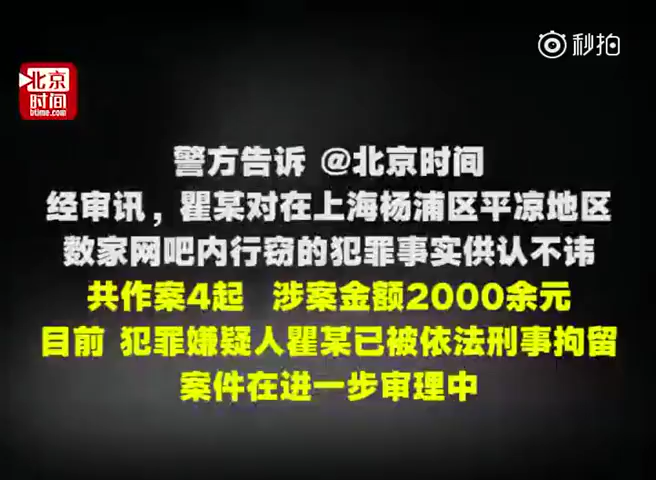 秒拍
北京
时间
btime.com
警方告诉 @北京时间
经审讯，瞿某对在上海杨浦区平凉地区
数家网吧内行窃的犯罪事实供认不讳
共作案4起 涉案金额2000余元
目前 犯罪嫌疑人瞿某已被依法刑事拘留
案件在进一步审理中